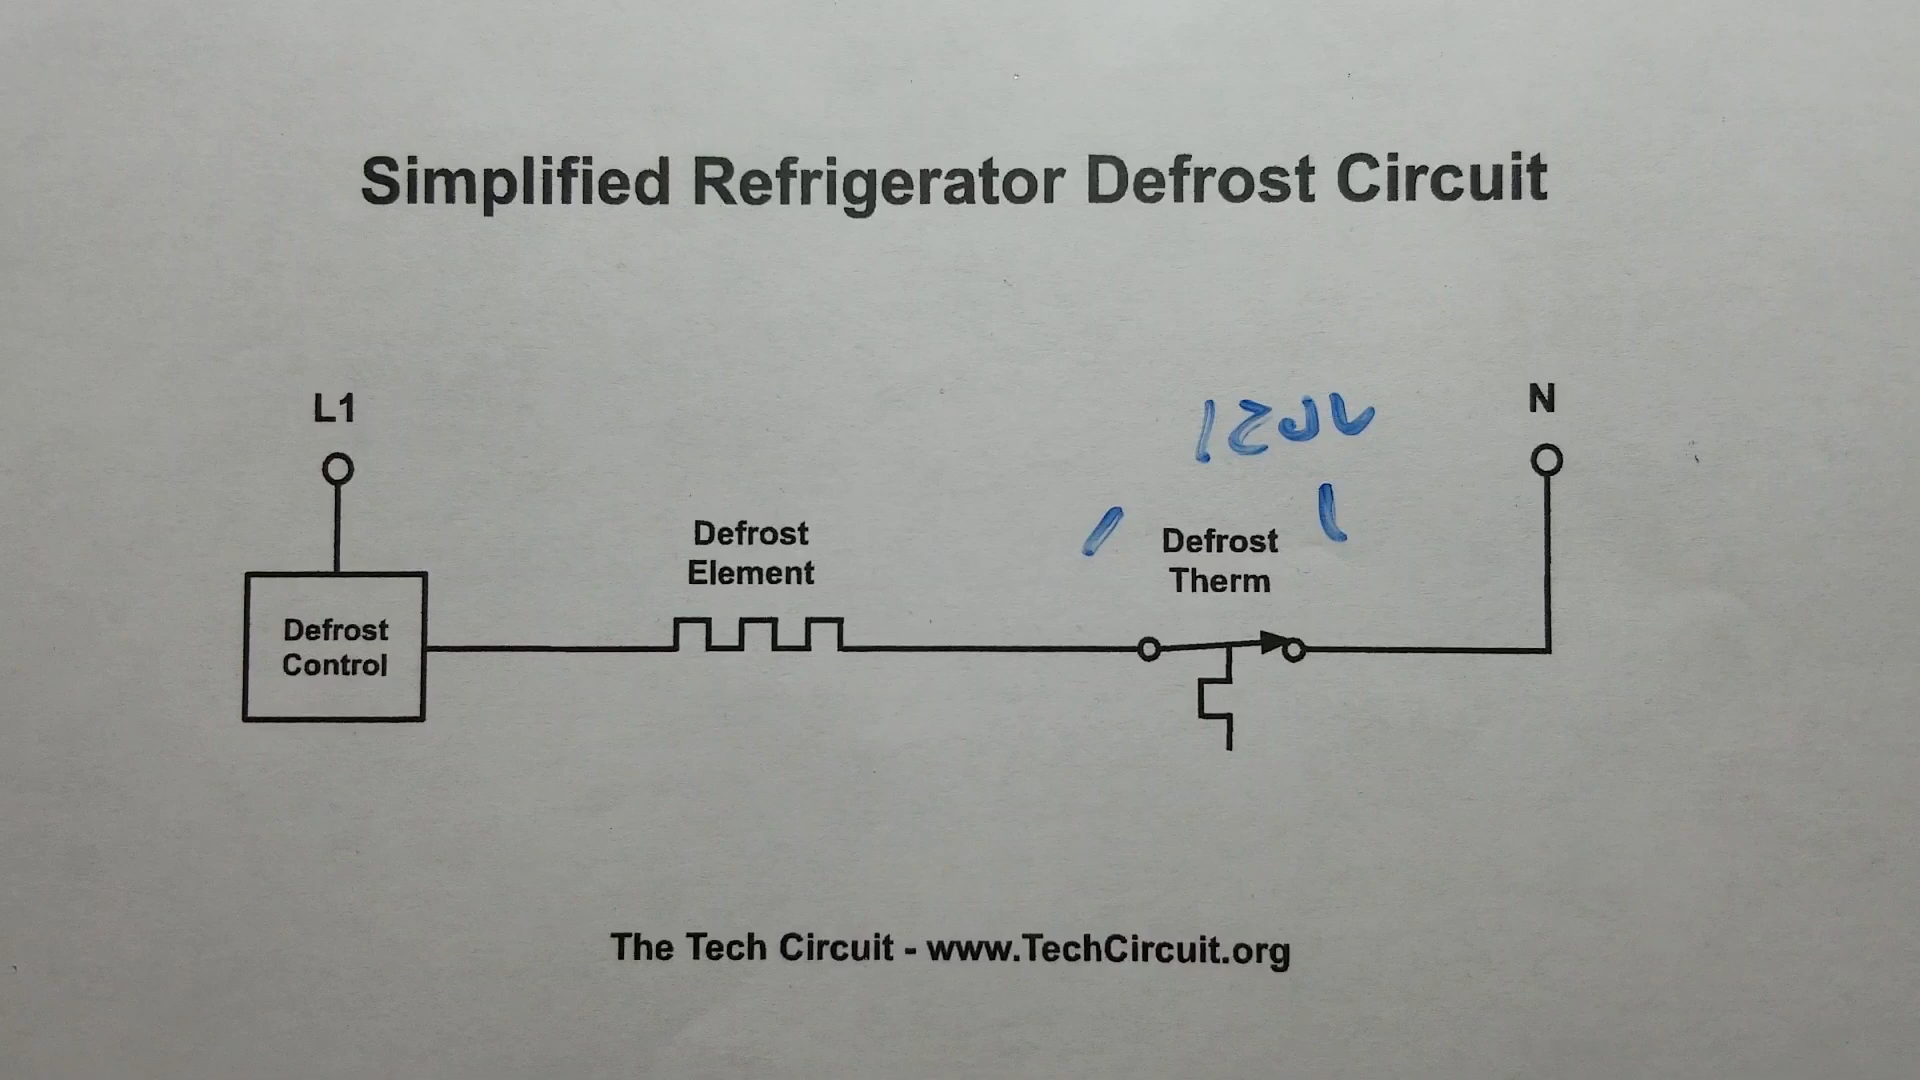 Simplified Refrigerator Defrost Circuit
L1
N
120V
Defrost
Element
Defrost
Therm
Defrost
Control
The Tech Circuit - www.TechCircuit.org